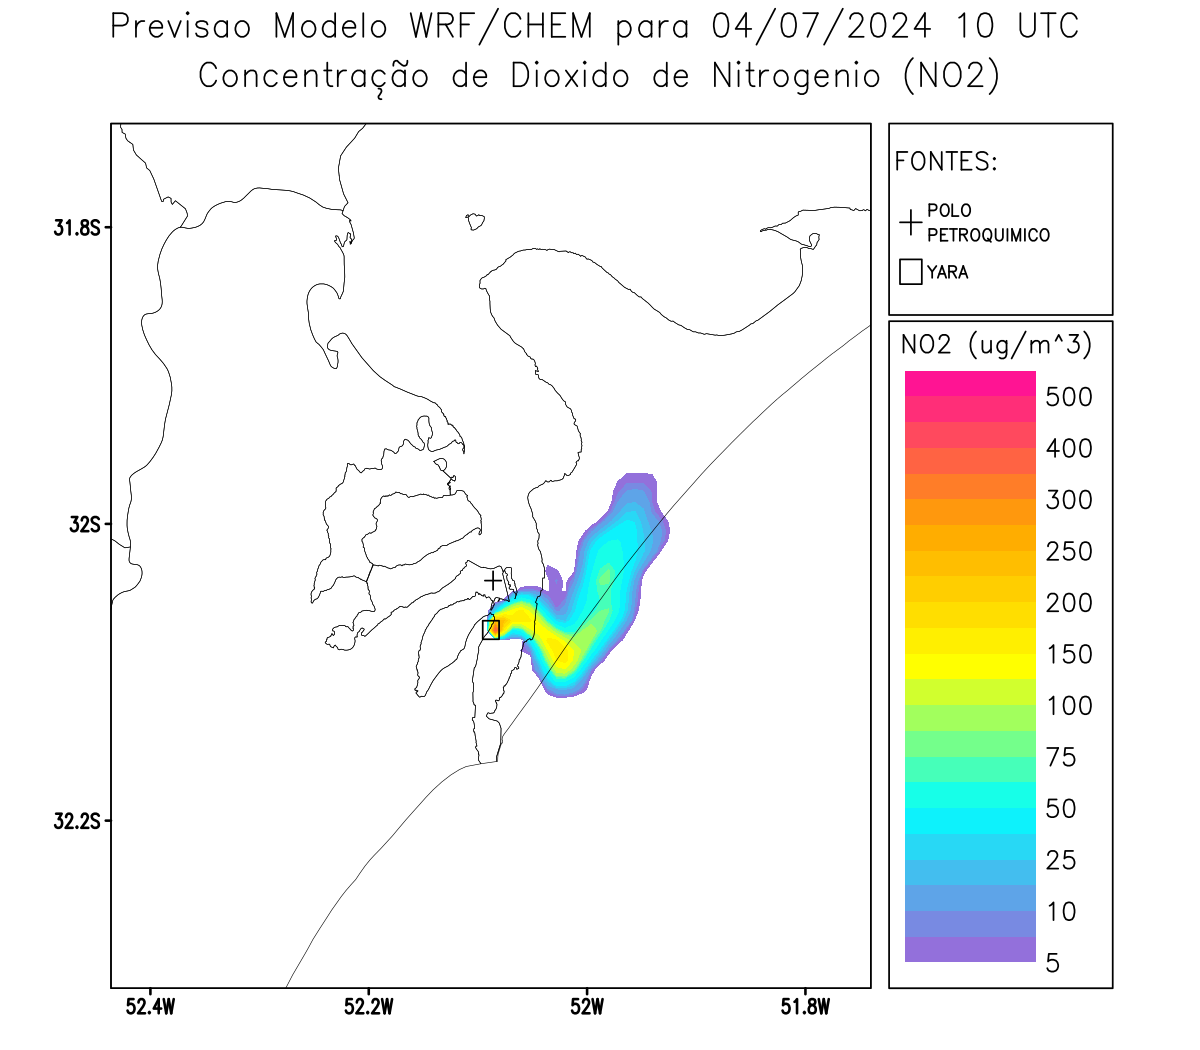 Previsao Modelo WRF/CHEM para 04/07/2024 10 UTC
Concentração de Dioxido de Nitrogenio (NO2)
FONTES:
POLO
PETROQUIMICO
YARA
NO2 (ug/m^3)
500
400
300
250
200
150
100
75
50
25
10
5
31.8S
32S
32.2S
52.4W
52.2W
52W
51.8W